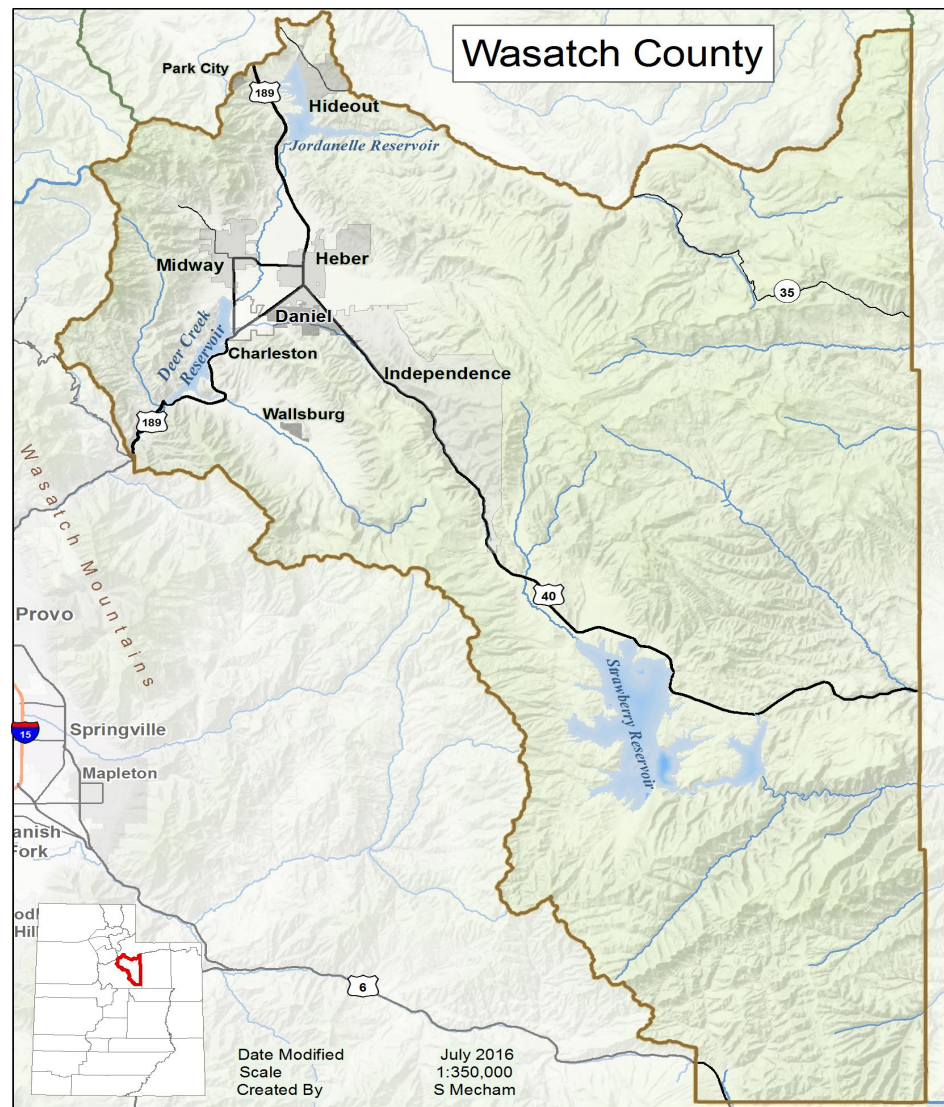 Wasatch County
Park City
189
Hideout
Jordanelle Reservoir
Midway
Heber
35
Daniel
Deer Creek
Reservoir
Charleston
Independence
Wallsburg
189
Wasatch Mountains
40
Provo
Strawberry Reservoir
15
Springville
Mapleton
anish
Fork
Hill
6
Date Modified July 2016
Scale 1:350,000
Created By S Mecham